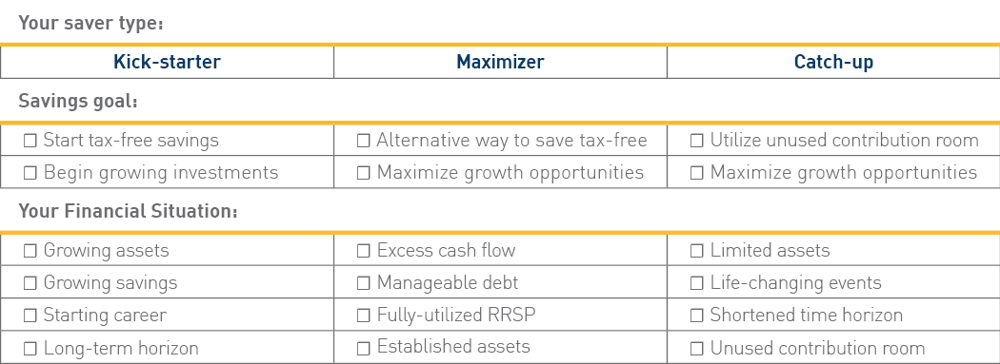 Your saver type:
Kick-starter Maximizer Catch-up
Savings goal:
☐ Start tax-free savings ☐ Alternative way to save tax-free ☐ Utilize unused contribution room
☐ Begin growing investments ☐ Maximize growth opportunities ☐ Maximize growth opportunities
Your Financial Situation:
☐ Growing assets ☐ Excess cash flow ☐ Limited assets
☐ Growing savings ☐ Manageable debt ☐ Life-changing events
☐ Starting career ☐ Fully-utilized RRSP ☐ Shortened time horizon
☐ Long-term horizon ☐ Established assets ☐ Unused contribution room